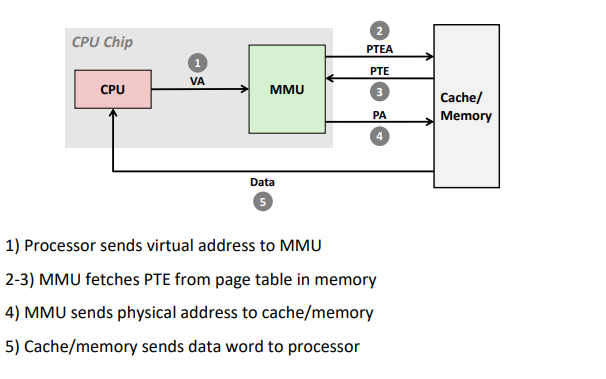 CPU Chip
2
PTEA
1
VA
CPU
MMU
PTE
3
Cache/
Memory
PA
4
Data
5
1) Processor sends virtual address to MMU
2-3) MMU fetches PTE from page table in memory
4) MMU sends physical address to cache/memory
5) Cache/memory sends data word to processor